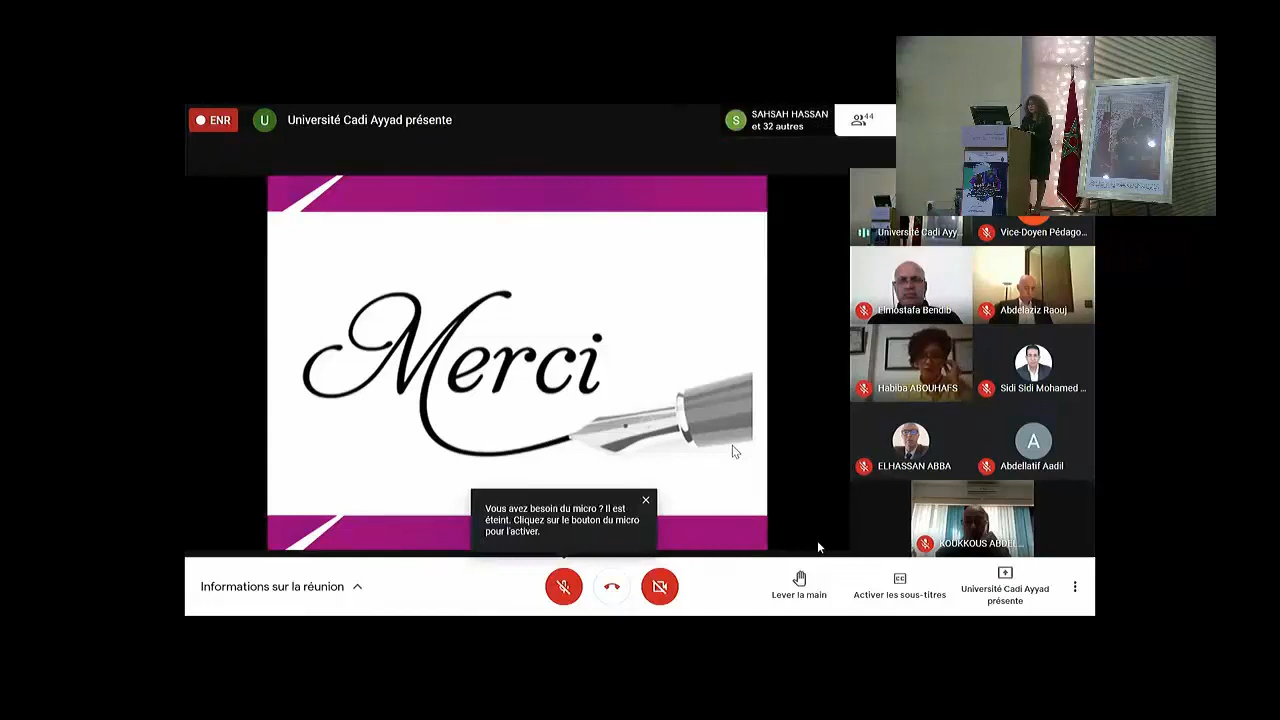 ENR
U
Université Cadi Ayyad présente
S
SAHSAH HASSAN
et 32 autres
44
Université Cadi Ayy...
Vice-Doyen Pédago...
Elmostafa Bendib
Abdelaziz Raouj
Habiba ABOUHAFS
Sidi Sidi Mohamed ...
ELHASSAN ABBA
A
Abdellatif Aadil
KOUKKOUS ABDEL...
Merci
Vous avez besoin du micro ? Il est
éteint. Cliquez sur le bouton du micro
pour l'activer.
Informations sur la réunion
Lever la main
CC
Activer les sous-titres
Université Cadi Ayyad
présente